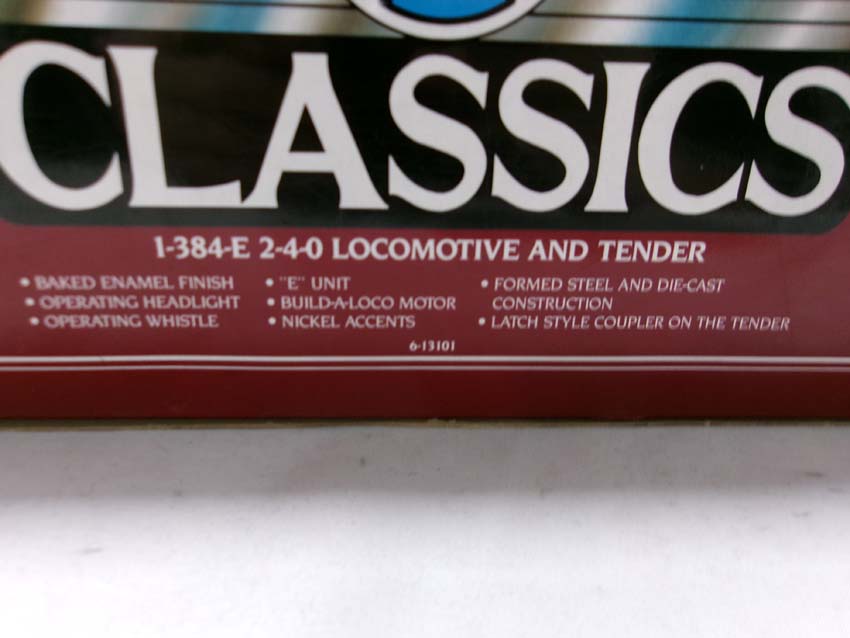 CLASSICS
1-384-E 2-4-0 LOCOMOTIVE AND TENDER
• BAKED ENAMEL FINISH
• OPERATING HEADLIGHT
• OPERATING WHISTLE
• "E" UNIT
• BUILD-A-LOCO MOTOR
• NICKEL ACCENTS
• FORMED STEEL AND DIE-CAST
CONSTRUCTION
• LATCH STYLE COUPLER ON THE TENDER
6-13101